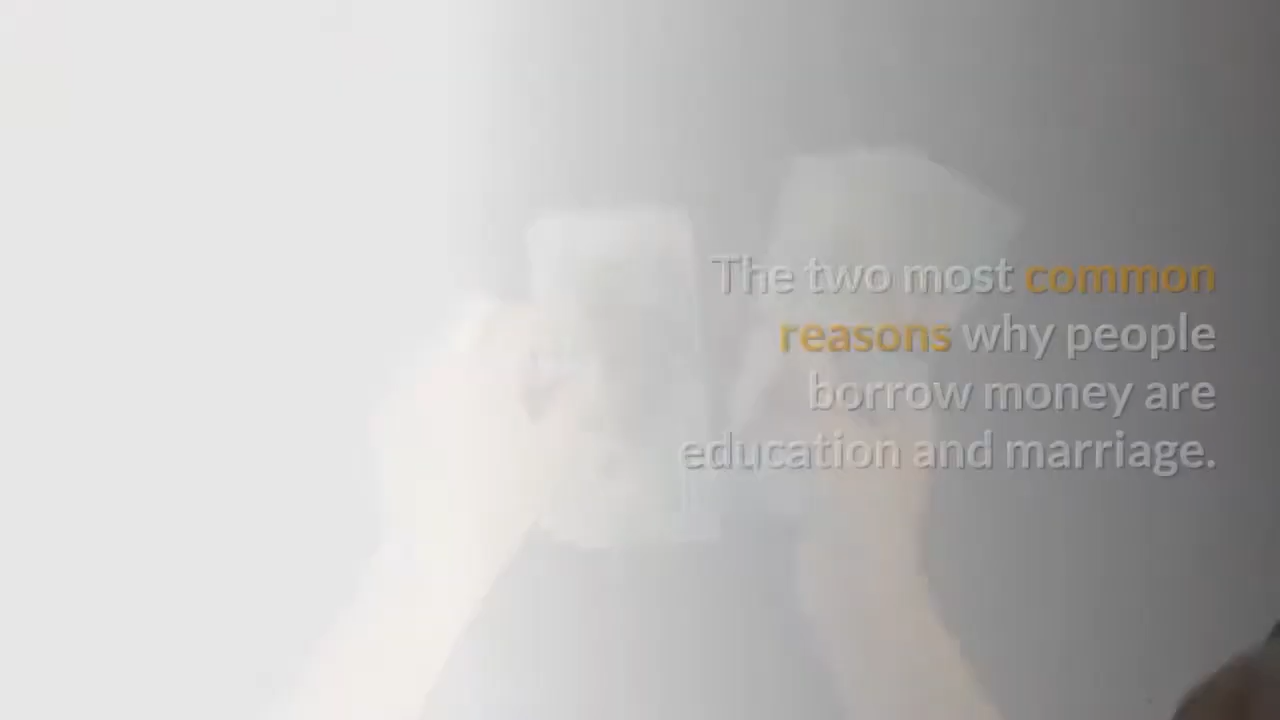 The two most common
reasons why people
borrow money are
education and marriage.